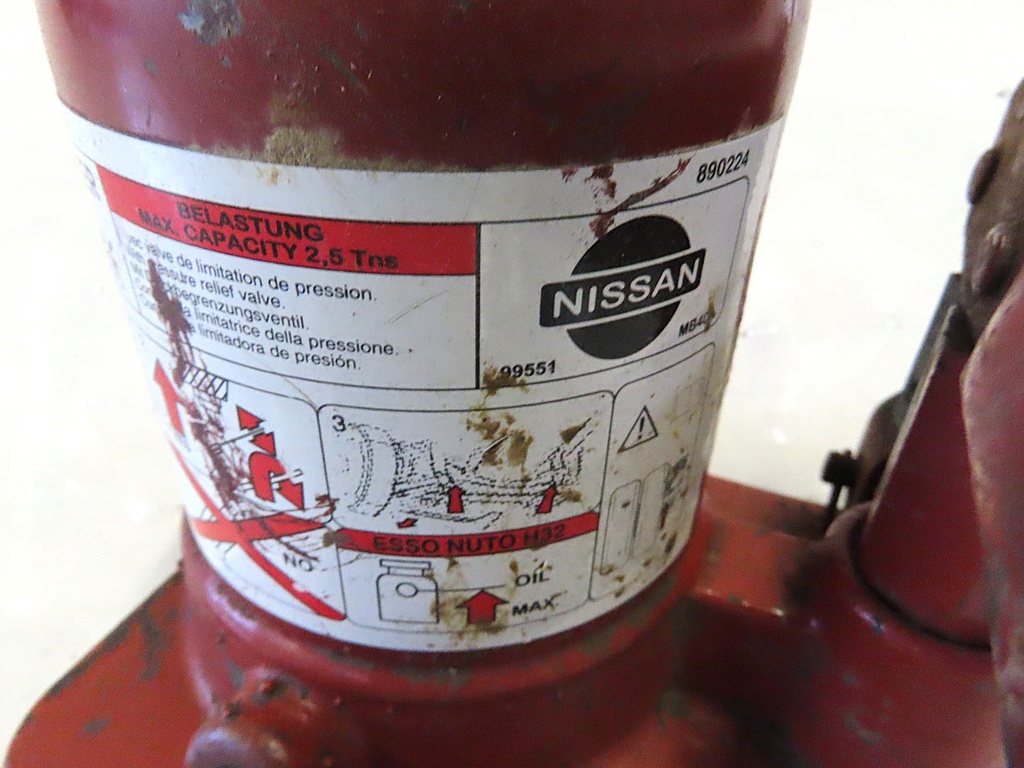 890224
BELASTUNG
MAX. CAPACITY 2,5 Tns
valve de limitation de pression.
relief valve.
limitatrice della pressione.
limitadora de presión.
NISSAN
99551
3
ESSO NUTO H32
NO
OIL
MAX